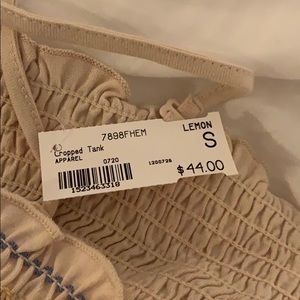 7898FHEM
LEMON
Cropped Tank
S
APPAREL 0720 1200726
1523463318
$44.00